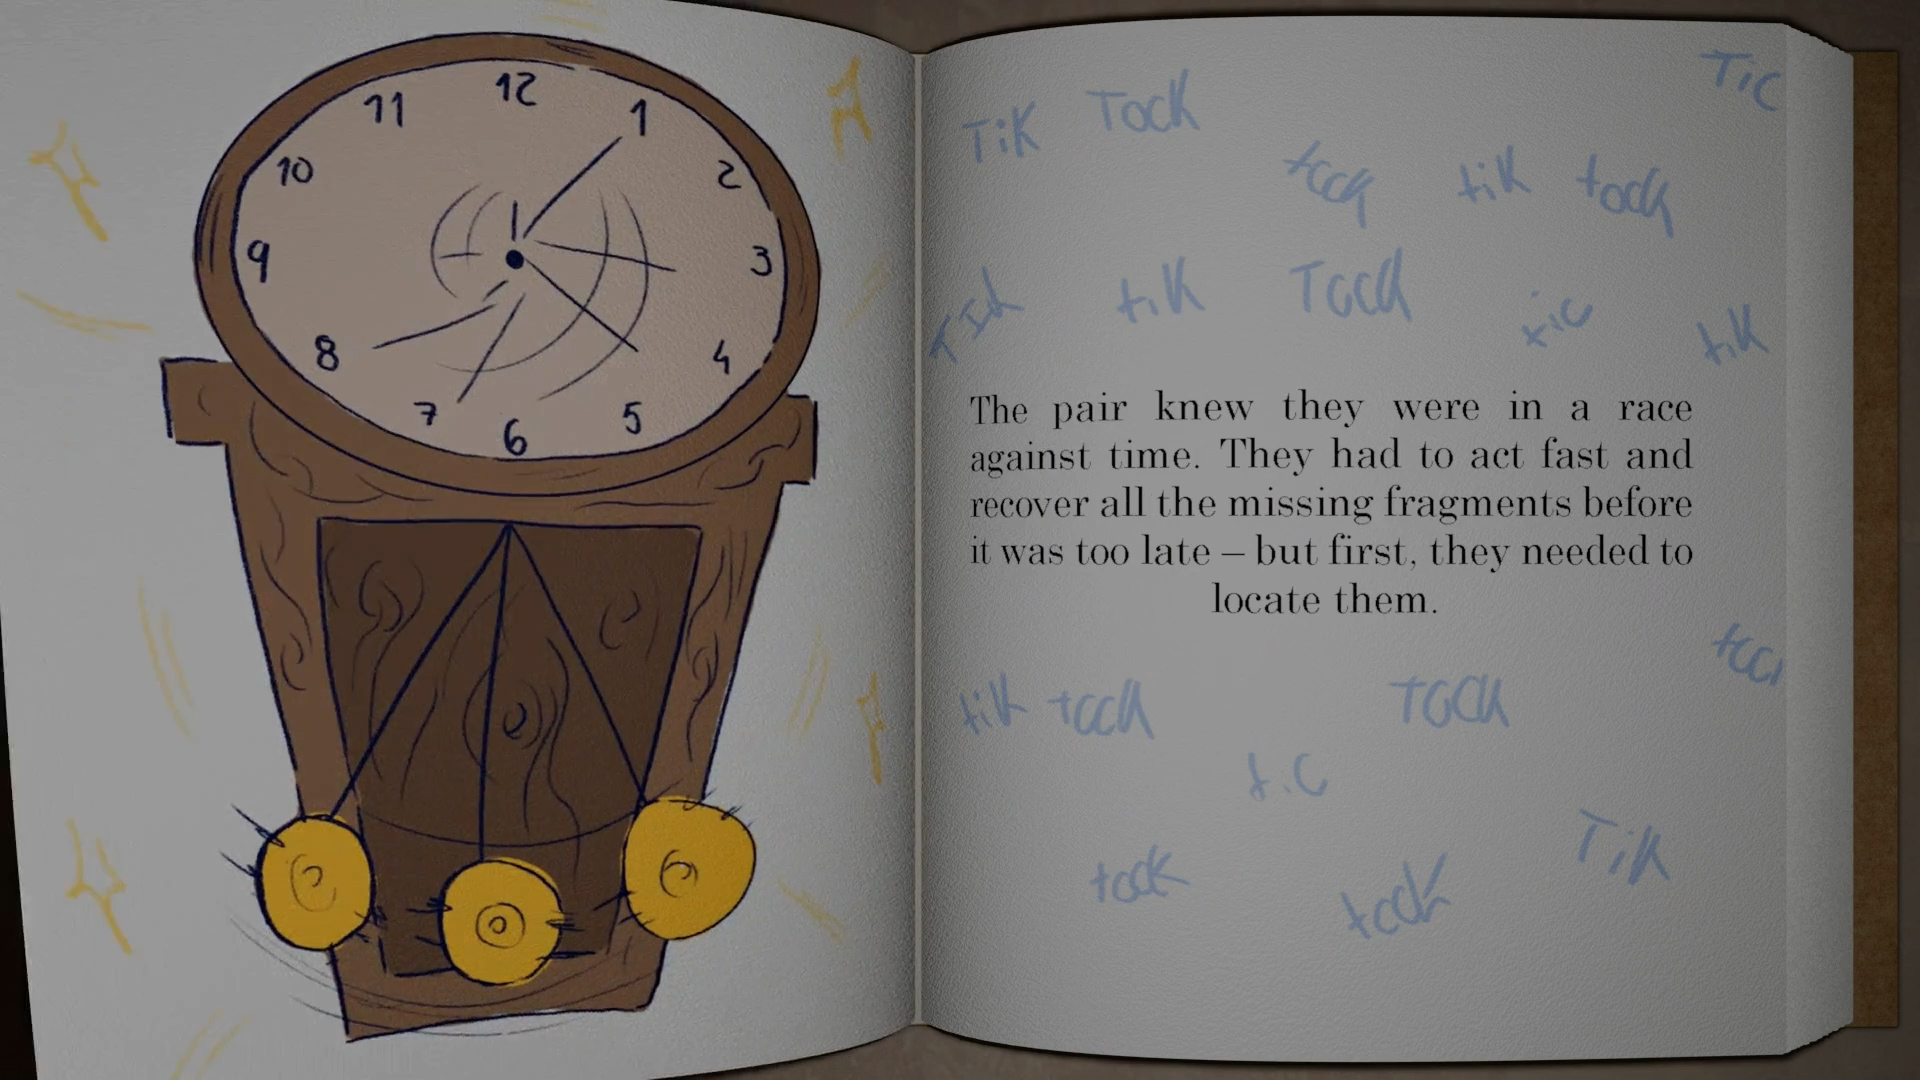 12
11
1
10
2
9
3
8
4
7
5
6
TiK TocK
Tic
tock
tik tock
tik
Tock
tic
tik
The pair knew they were in a race
against time. They had to act fast and
recover all the missing fragments before
it was too late – but first, they needed to
locate them.
tik tock
Tock
tic
Tik
tock
tock